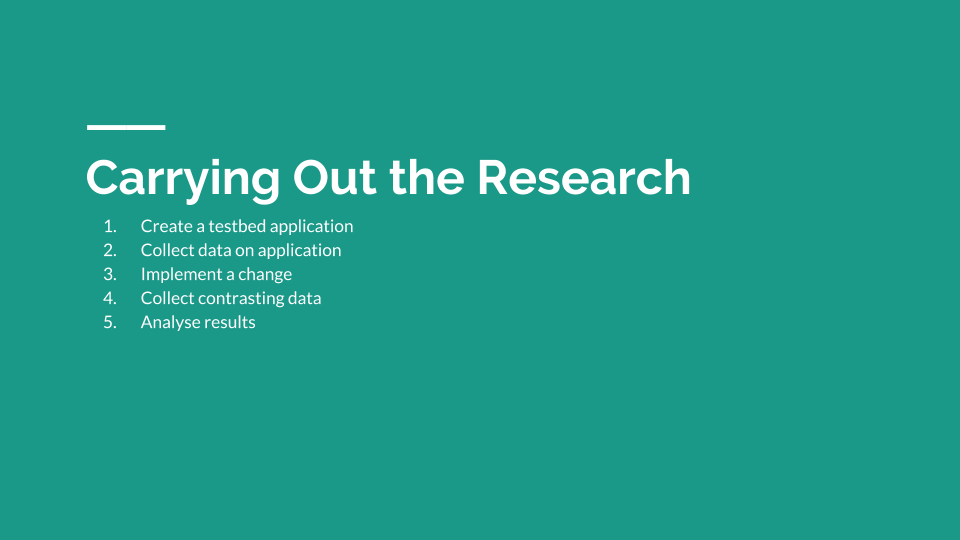 Carrying Out the Research
1. Create a testbed application
2. Collect data on application
3. Implement a change
4. Collect contrasting data
5. Analyse results